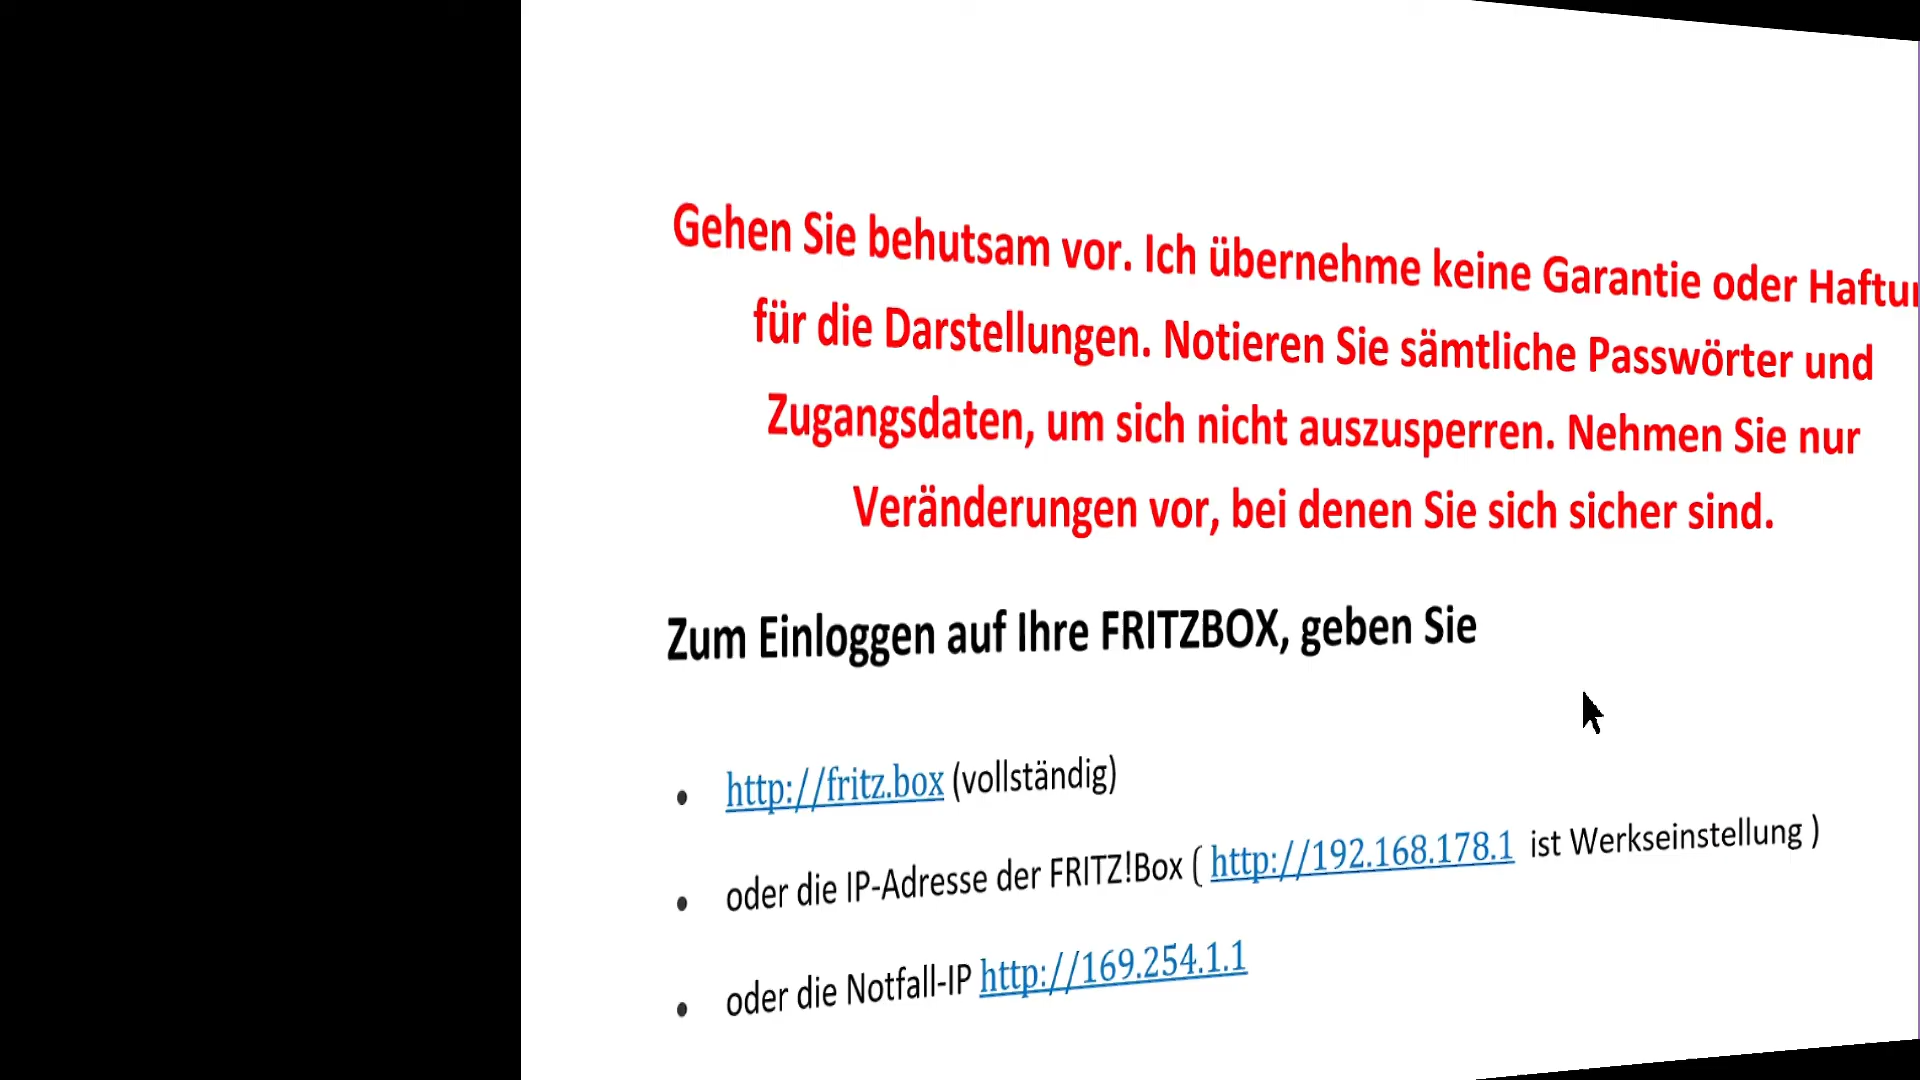 Gehen Sie behutsam vor. Ich übernehme keine Garantie oder
für die Darstellungen. Notieren Sie sämtliche Passwörter und
Zugangsdaten, um sich nicht auszusperren. Nehmen Sie nur
Veränderungen vor, bei denen Sie sich sicher sind.
Zum Einloggen auf Ihre FRITZBOX, geben Sie
• http://fritz.box (vollständig)
• oder die IP-Adresse der FRITZ!Box ( http://192.168.178.1 ist Werkseinstellung )
• oder die Notfall-IP http://169.254.1.1